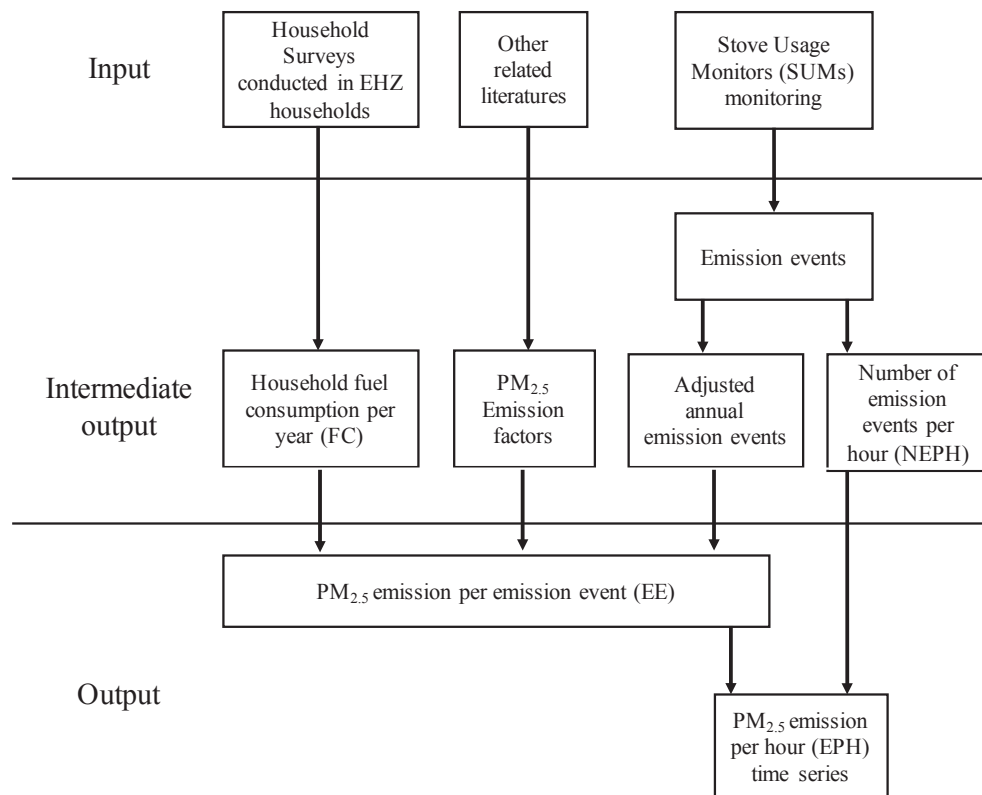 Input
Household
Surveys
conducted in EHZ
households
Other
related
literatures
Stove Usage
Monitors (SUMs)
monitoring
Emission events
Intermediate
output
Household fuel
consumption per
year (FC)
PM2.5
Emission
factors
Adjusted
annual
emission events
Number of
emission
events per
hour (NEPH)
PM2.5 emission per emission event (EE)
Output
PM2.5 emission
per hour (EPH)
time series